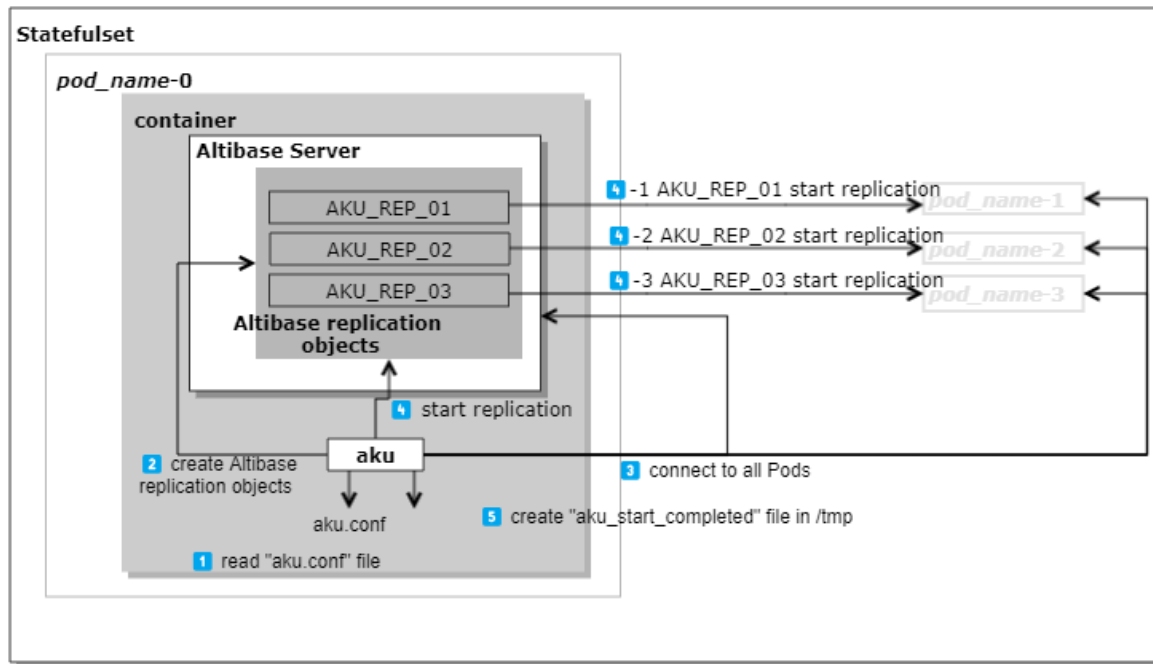 Statefulset
pod_name-0
container
Altibase Server
AKU_REP_01
AKU_REP_02
AKU_REP_03
Altibase replication
objects
4 -1 AKU_REP_01 start replication
4 -2 AKU_REP_02 start replication
4 -3 AKU_REP_03 start replication
pod_name-1
pod_name-2
pod_name-3
4 start replication
aku
2 create Altibase
replication objects
3 connect to all Pods
aku.conf
5 create "aku_start_completed" file in /tmp
1 read "aku.conf" file